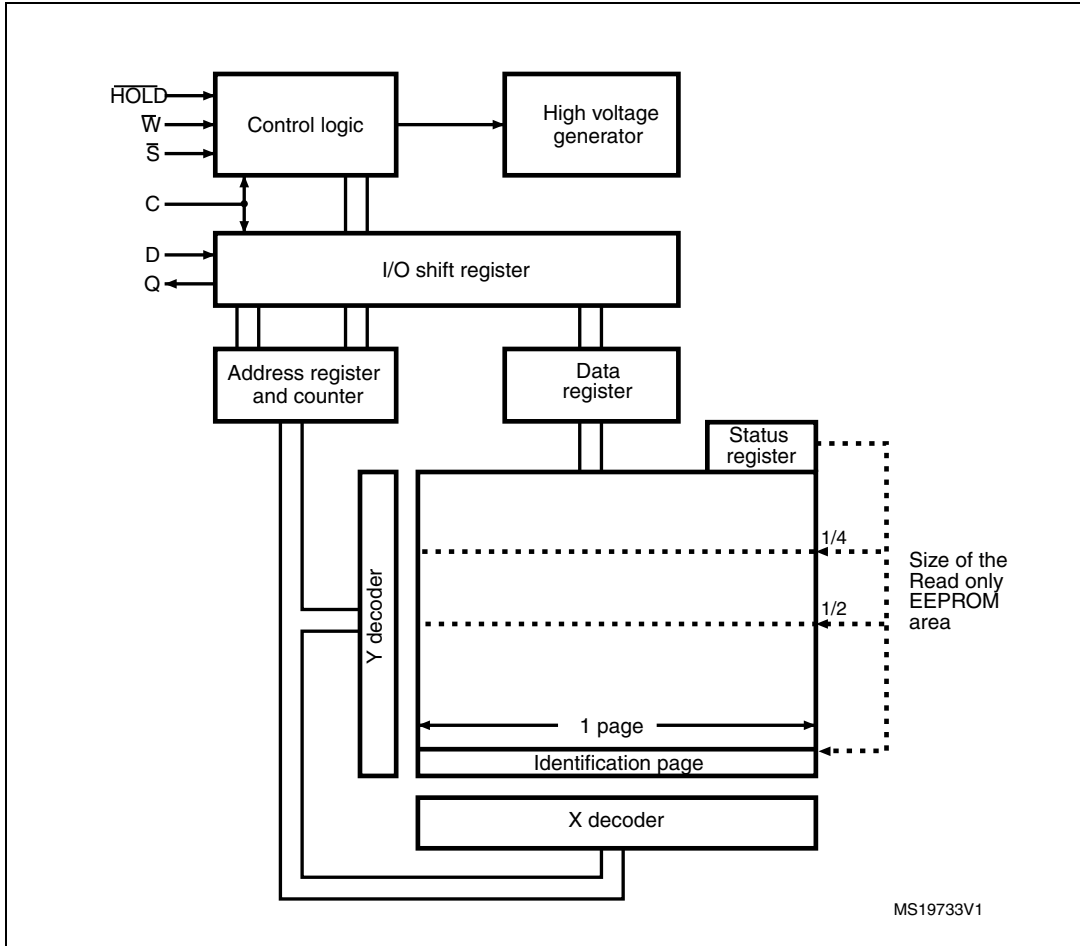 H̅O̅L̅D̅
W̅
S̅
C
D
Q
Control logic
High voltage
generator
I/O shift register
Address register
and counter
Data
register
Status
register
Y decoder
1/4
1/2
Size of the
Read only
EEPROM
area
1 page
Identification page
X decoder
MS19733V1